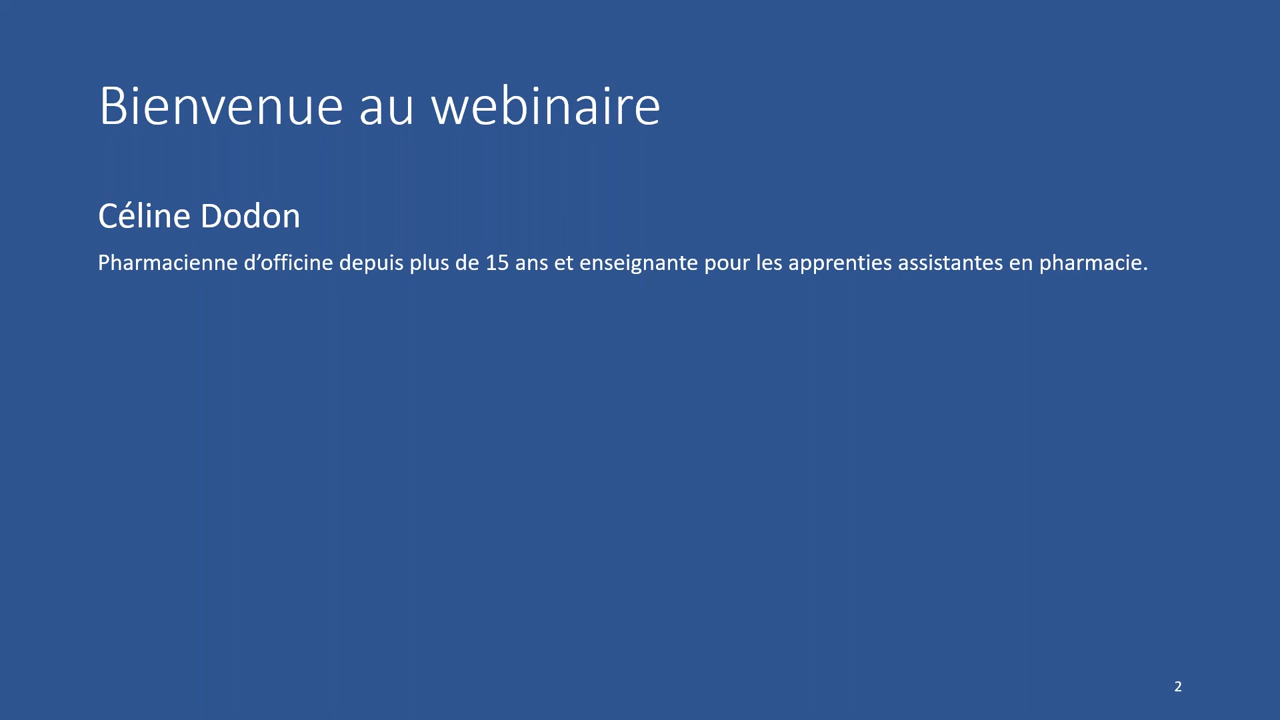 Bienvenue au webinaire
Céline Dodon
Pharmacienne d’officine depuis plus de 15 ans et enseignante pour les apprenties assistantes en pharmacie.
2